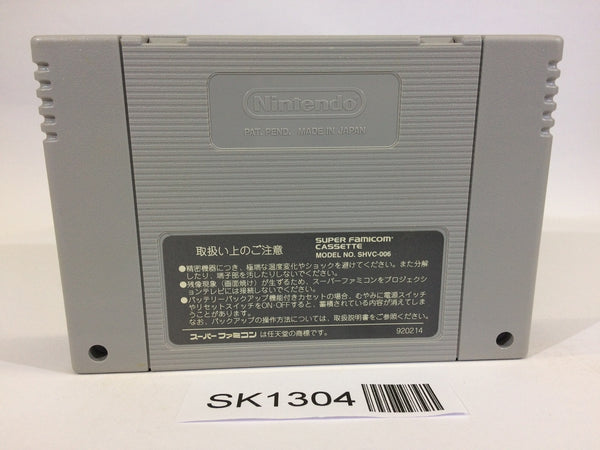 Nintendo
PAT. PEND. MADE IN JAPAN
取扱い上のご注意
SUPER FAMICOM
CASSETTE
MODEL NO. SHVC-006
●精密機器につき、極端な温度変化やショックを避けてください。また分解
したり、端子部を汚したりしないでください。
●残像現象（画面焼け）が生ずるため、スーパーファミコンをプロジェクシ
ョンテレビには接続しないでください。
●バッテリーバックアップ機能付きカセットの場合、むやみに電源スイッチ
やリセットスイッチをON-OFFすると、蓄積されている内容が消えてしま
うことがあります。
なお、バックアップの操作方法については、取扱説明書をご参照ください。
スーパーファミコンは任天堂の商標です。
920214
SK1304